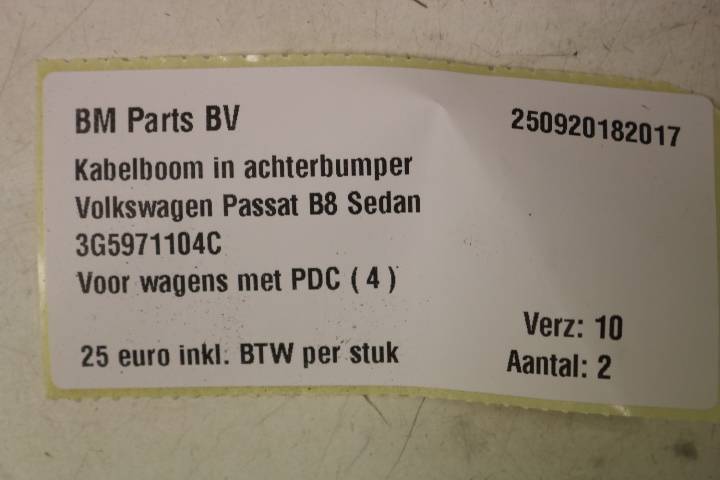 BM Parts BV
250920182017
Kabelboom in achterbumper
Volkswagen Passat B8 Sedan
3G5971104C
Voor wagens met PDC ( 4 )
Verz: 10
25 euro inkl. BTW per stuk
Aantal: 2